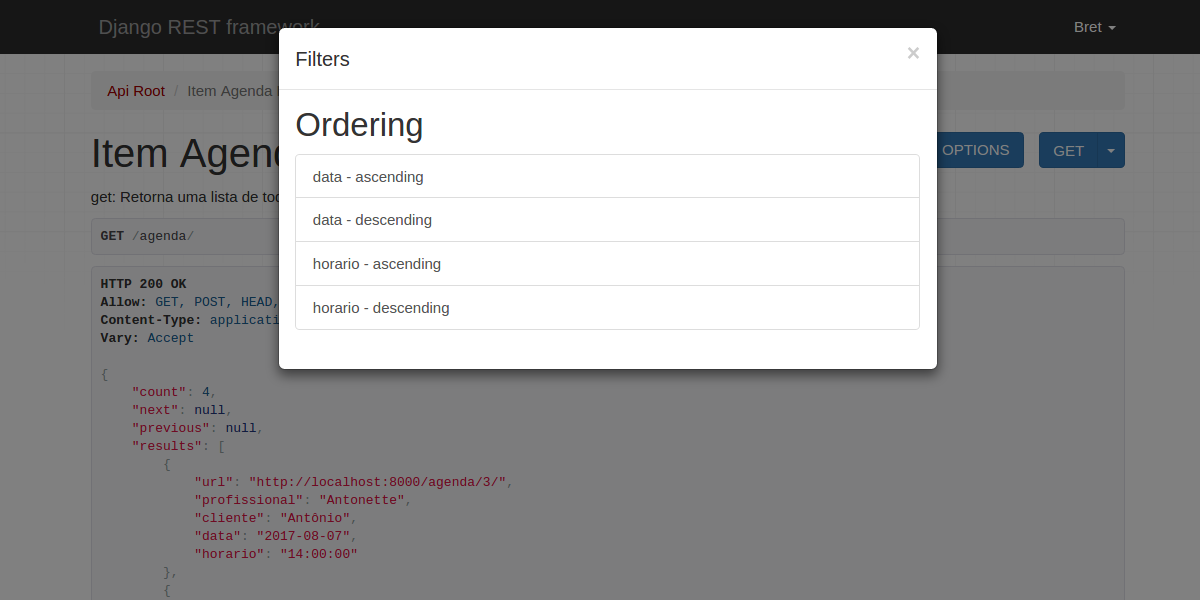 Django REST framework
Bret
Filters
×
Api Root / Item Agenda
Ordering
Item Agen
OPTIONS
GET
data - ascending
get: Retorna uma lista de to
data - descending
GET /agenda/
horario - ascending
horario - descending
HTTP 200 OK
Allow: GET, POST, HEAD,
Content-Type: applicati
Vary: Accept
{
"count": 4,
"next": null,
"previous": null,
"results": [
{
"url": "http://localhost:8000/agenda/3/",
"profissional": "Antonette",
"cliente": "Antônio",
"data": "2017-08-07",
"horario": "14:00:00"
},
{